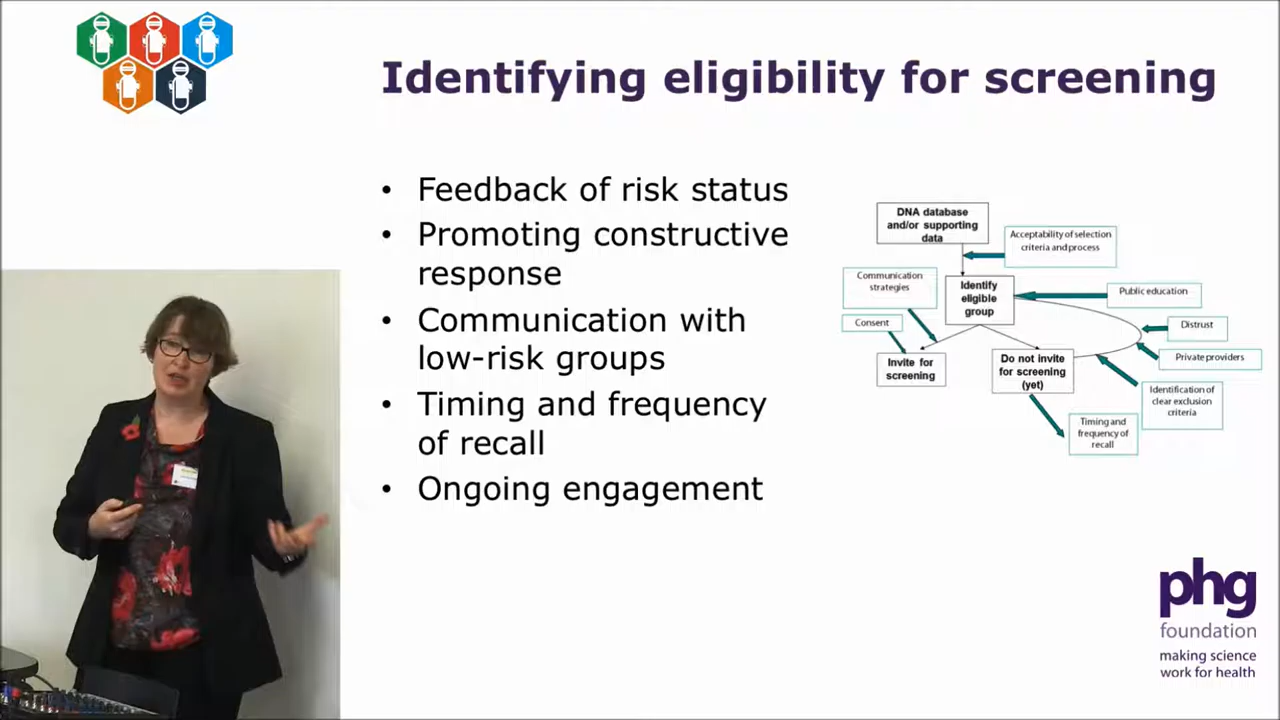 Identifying eligibility for screening
• Feedback of risk status
• Promoting constructive
response
• Communication with
low-risk groups
• Timing and frequency
of recall
• Ongoing engagement
DNA database
and/or supporting
data
Acceptability of selection
criteria and process
Communication
strategies
Identify
eligible
group
Public education
Consent
Distrust
Invite for
screening
Do not invite
for screening
(yet)
Private providers
Identification of
clear exclusion
criteria
Timing and
frequency of
recall
phg
foundation
making science
work for health